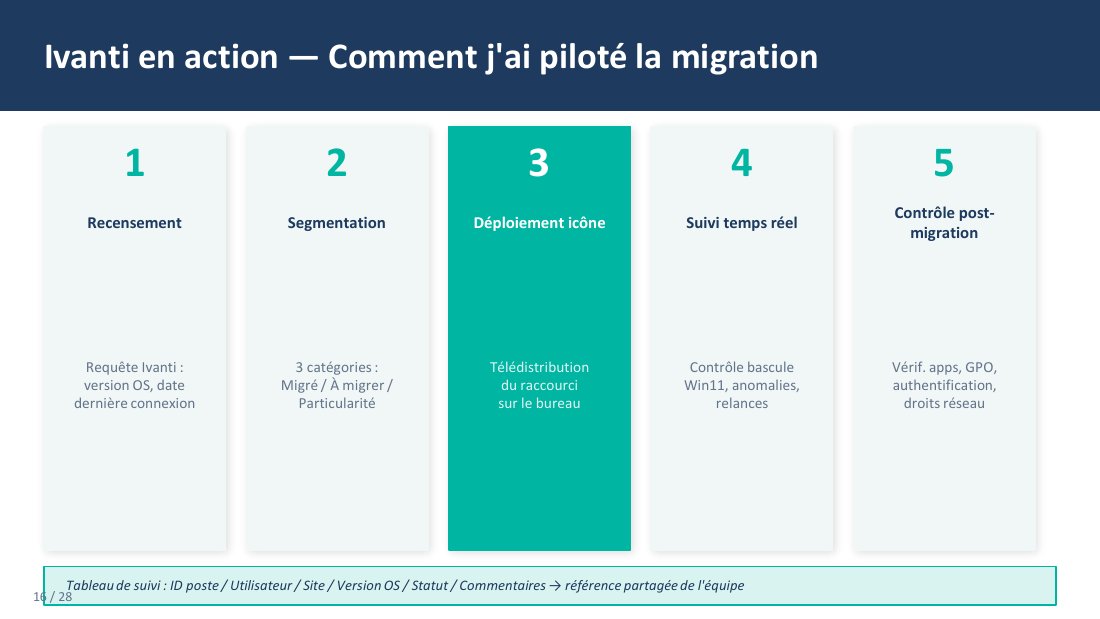 Ivanti en action — Comment j'ai piloté la migration
1
Recensement
Requête Ivanti :
version OS, date
dernière connexion
2
Segmentation
3 catégories :
Migré / À migrer /
Particularité
3
Déploiement icône
Télédistribution
du raccourci
sur le bureau
4
Suivi temps réel
Contrôle bascule
Win11, anomalies,
relances
5
Contrôle post-
migration
Vérif. apps, GPO,
authentification,
droits réseau
Tableau de suivi : ID poste / Utilisateur / Site / Version OS / Statut / Commentaires → référence partagée de l'équipe
16 / 28